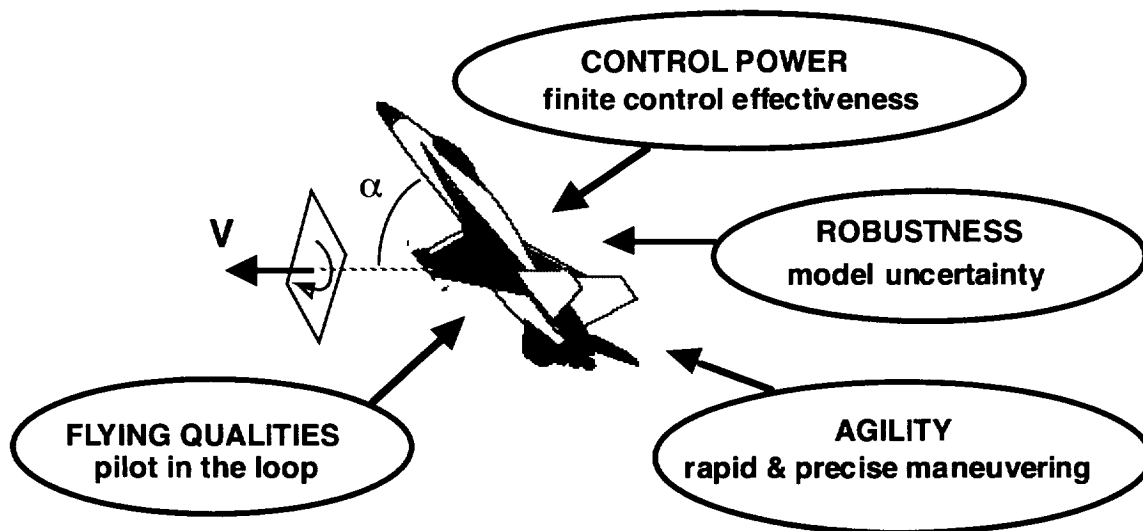 CONTROL POWER
finite control effectiveness
α
V
ROBUSTNESS
model uncertainty
FLYING QUALITIES
pilot in the loop
AGILITY
rapid & precise maneuvering